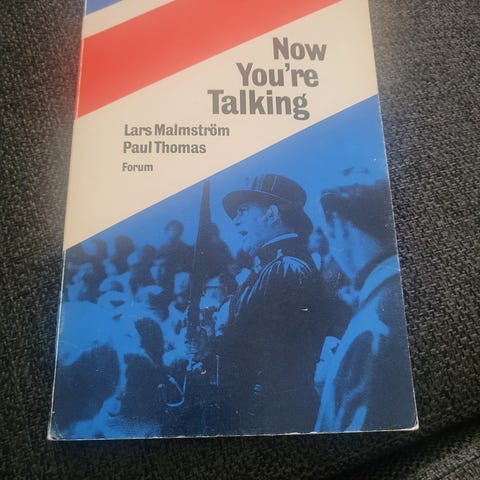 Now
You're
Talking
Lars Malmström
Paul Thomas
Forum